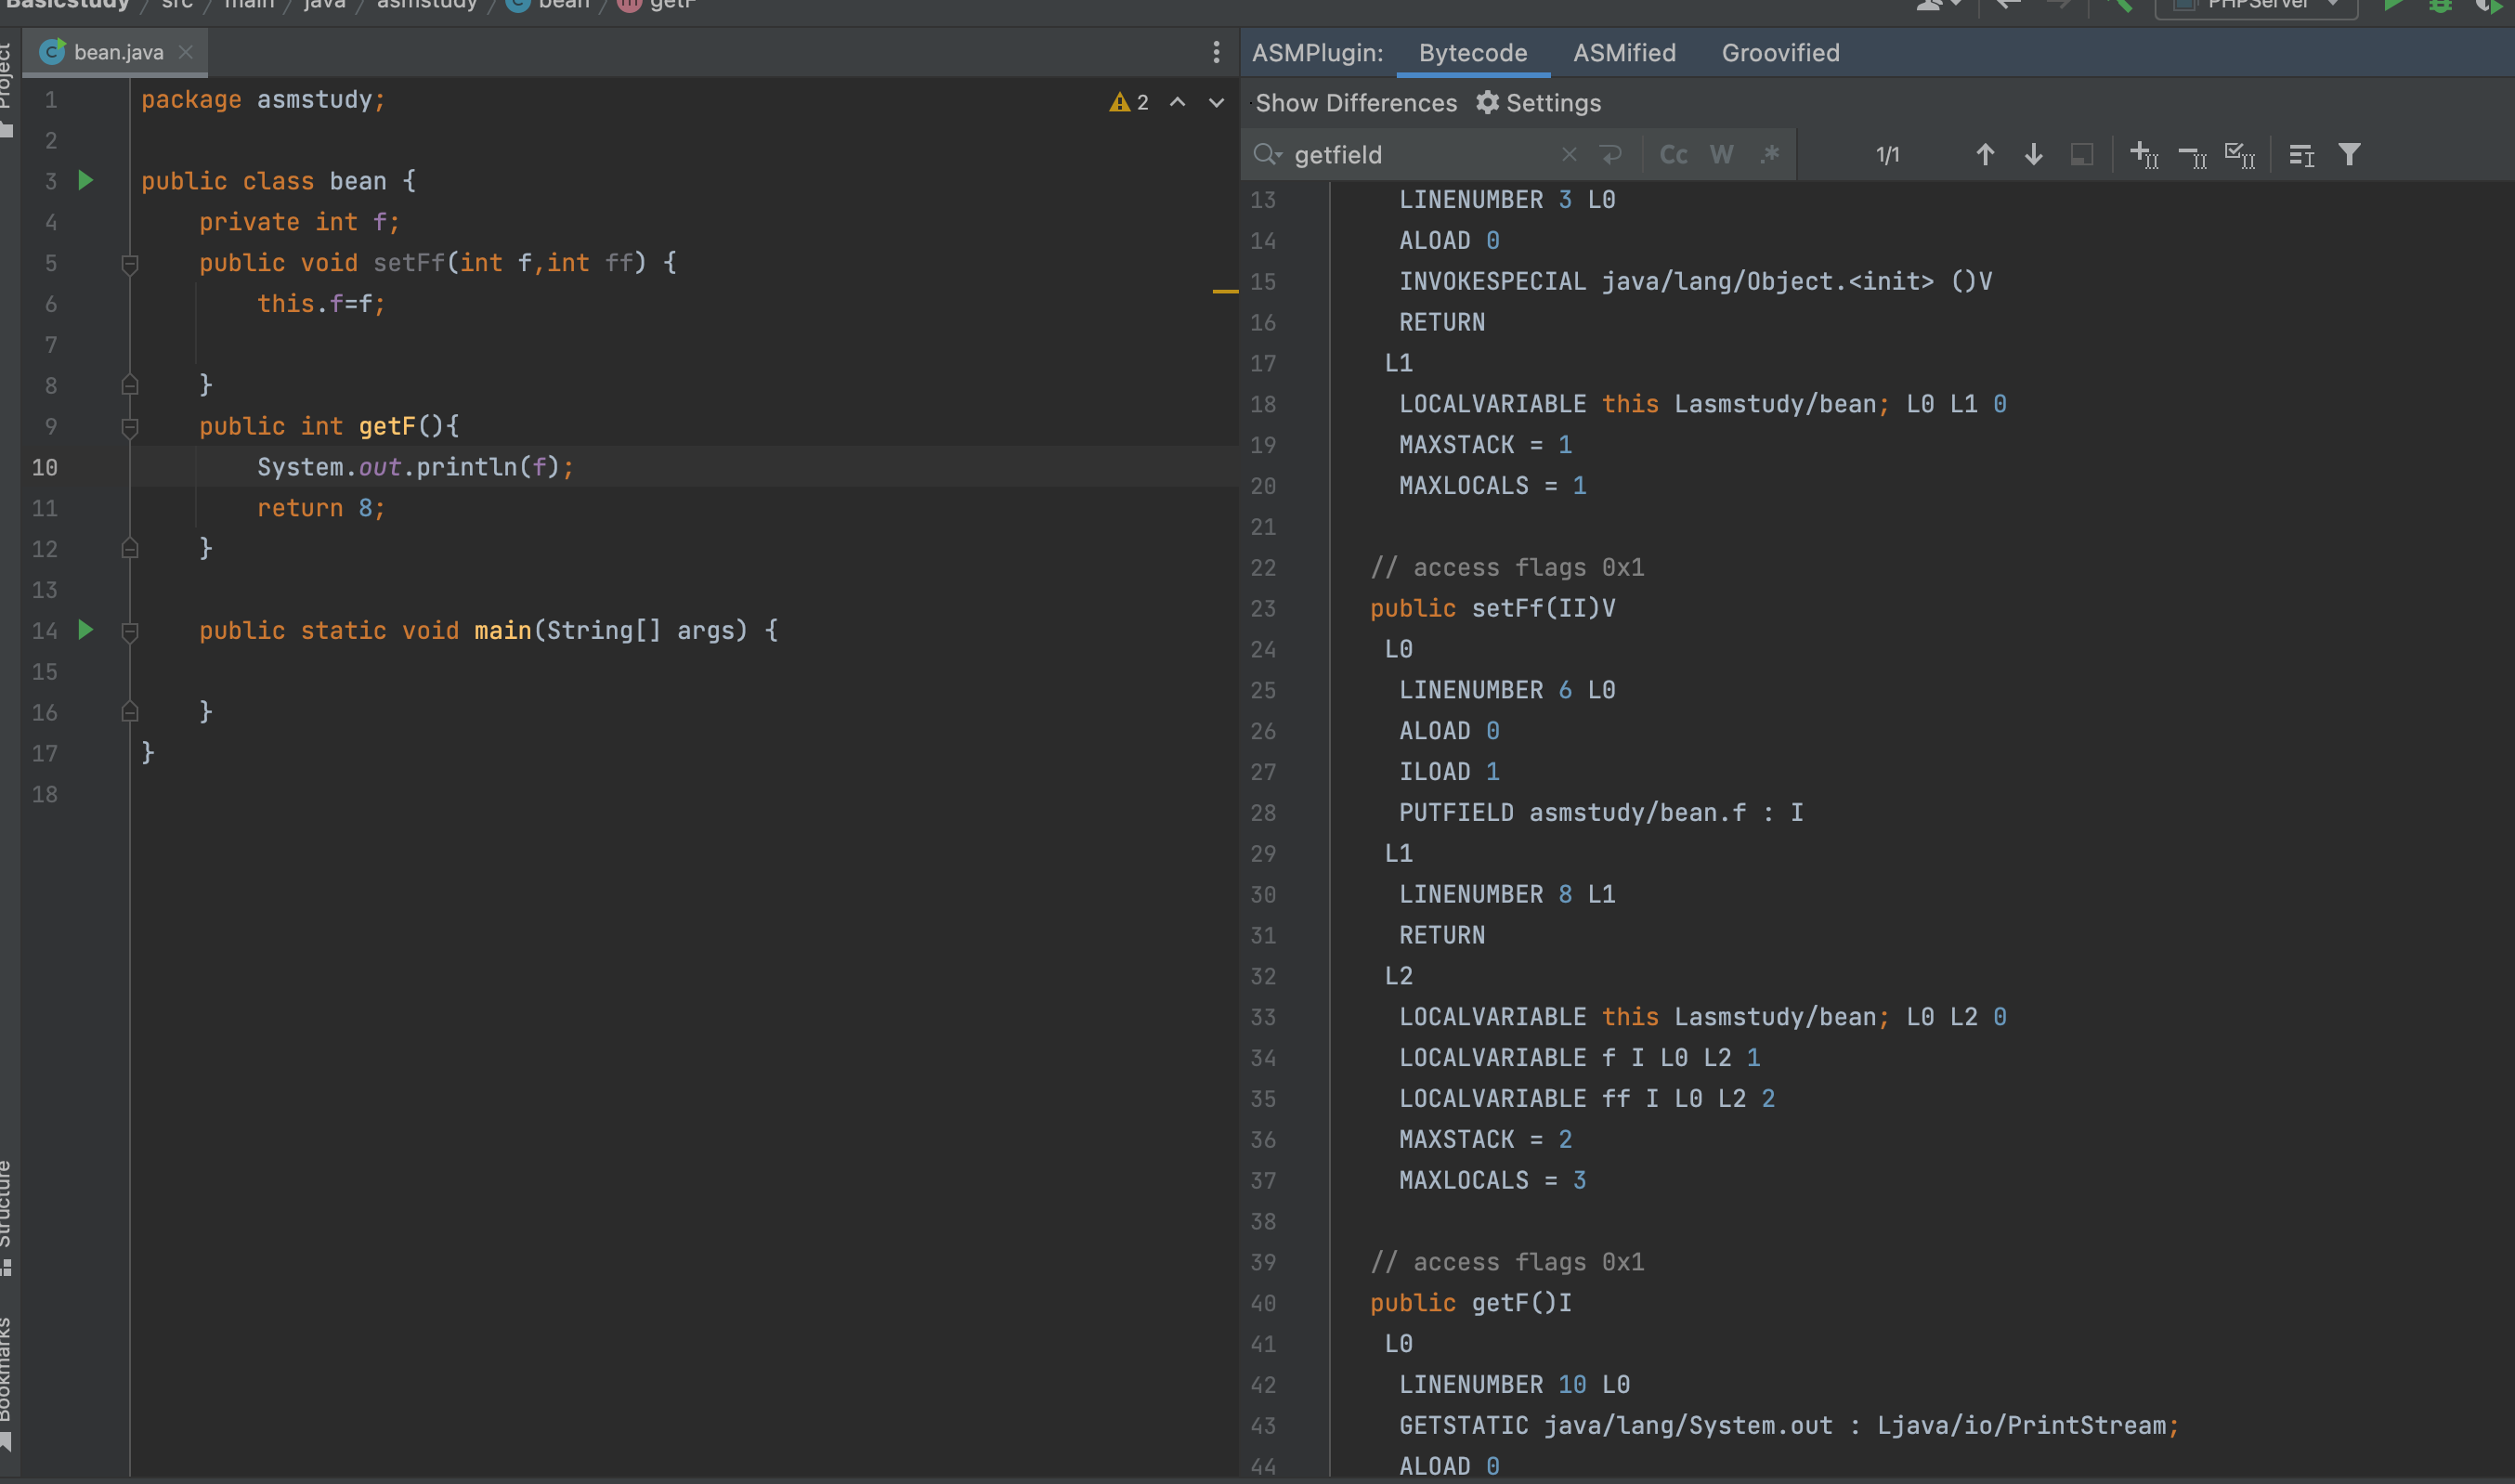 Basicstudy / src / main / java / asmstudy / bean / getF
PHPServer
Project
bean.java
ASMPlugin: Bytecode ASMified Groovified
Show Differences Settings
getfield Cc W .* 1/1
2
1 package asmstudy;
2
3 public class bean {
4 private int f;
5 public void setFf(int f,int ff) {
6 this.f=f;
7
8 }
9 public int getF(){
10 System.out.println(f);
11 return 8;
12 }
13
14 public static void main(String[] args) {
15
16 }
17 }
18
Structure
Bookmarks
13 LINENUMBER 3 L0
14 ALOAD 0
15 INVOKESPECIAL java/lang/Object.<init> ()V
16 RETURN
17 L1
18 LOCALVARIABLE this Lasmstudy/bean; L0 L1 0
19 MAXSTACK = 1
20 MAXLOCALS = 1
21
22 // access flags 0x1
23 public setFf(II)V
24 L0
25 LINENUMBER 6 L0
26 ALOAD 0
27 ILOAD 1
28 PUTFIELD asmstudy/bean.f : I
29 L1
30 LINENUMBER 8 L1
31 RETURN
32 L2
33 LOCALVARIABLE this Lasmstudy/bean; L0 L2 0
34 LOCALVARIABLE f I L0 L2 1
35 LOCALVARIABLE ff I L0 L2 2
36 MAXSTACK = 2
37 MAXLOCALS = 3
38
39 // access flags 0x1
40 public getF()I
41 L0
42 LINENUMBER 10 L0
43 GETSTATIC java/lang/System.out : Ljava/io/PrintStream;
44 ALOAD 0